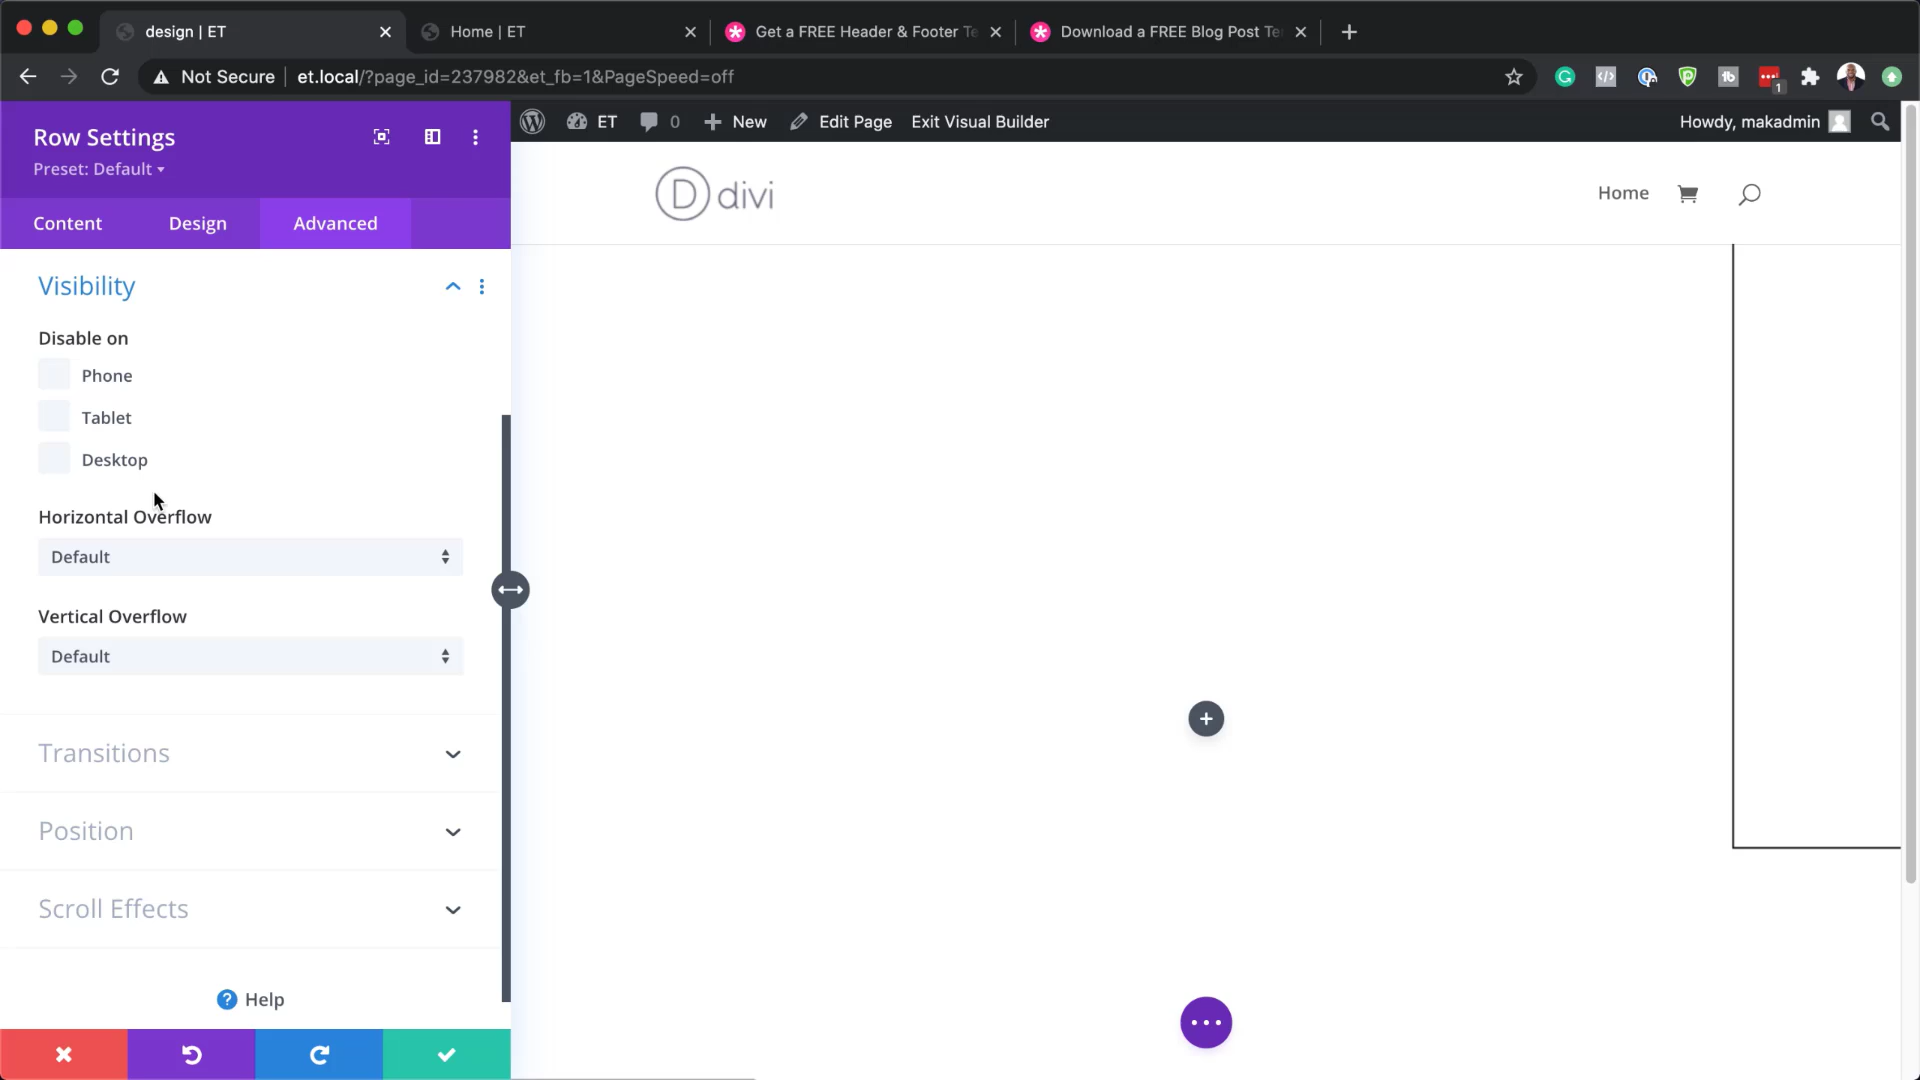 design | ET
Home | ET
Get a FREE Header & Footer Te
Download a FREE Blog Post Te
Not Secure
et.local/?page_id=237982&et_fb=1&PageSpeed=off
1
Row Settings
Preset: Default
Content
Design
Advanced
ET
0
New
Edit Page
Exit Visual Builder
Howdy, makadmin
D divi
Home
Visibility
Disable on
Phone
Tablet
Desktop
Horizontal Overflow
Default
Vertical Overflow
Default
Transitions
Position
Scroll Effects
? Help